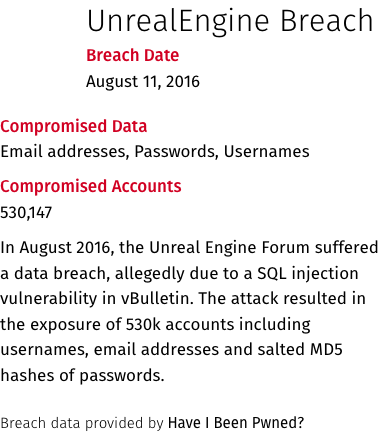 UnrealEngine Breach
Breach Date
August 11, 2016
Compromised Data
Email addresses, Passwords, Usernames
Compromised Accounts
530,147
In August 2016, the Unreal Engine Forum suffered
a data breach, allegedly due to a SQL injection
vulnerability in vBulletin. The attack resulted in
the exposure of 530k accounts including
usernames, email addresses and salted MD5
hashes of passwords.
Breach data provided by Have I Been Pwned?